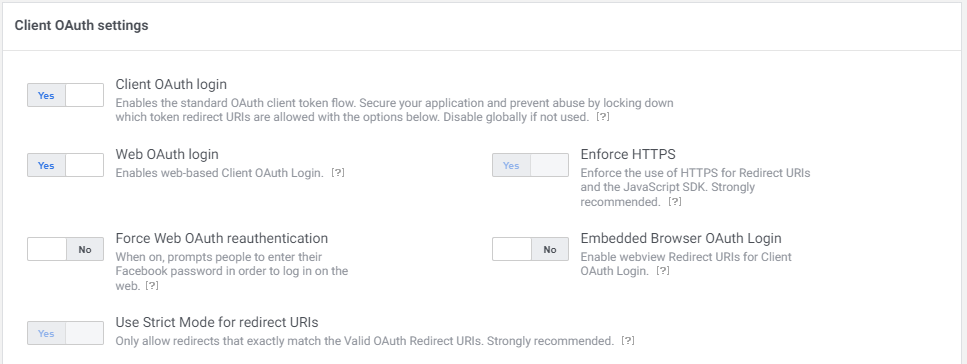 Client OAuth settings
Yes
Client OAuth login
Enables the standard OAuth client token flow. Secure your application and prevent abuse by locking down
which token redirect URIs are allowed with the options below. Disable globally if not used. [?]
Yes
Web OAuth login
Enables web-based Client OAuth Login. [?]
Yes
Enforce HTTPS
Enforce the use of HTTPS for Redirect URIs
and the JavaScript SDK. Strongly
recommended. [?]
No
Force Web OAuth reauthentication
When on, prompts people to enter their
Facebook password in order to log in on the
web. [?]
No
Embedded Browser OAuth Login
Enable webview Redirect URIs for Client
OAuth Login. [?]
Yes
Use Strict Mode for redirect URIs
Only allow redirects that exactly match the Valid OAuth Redirect URIs. Strongly recommended. [?]